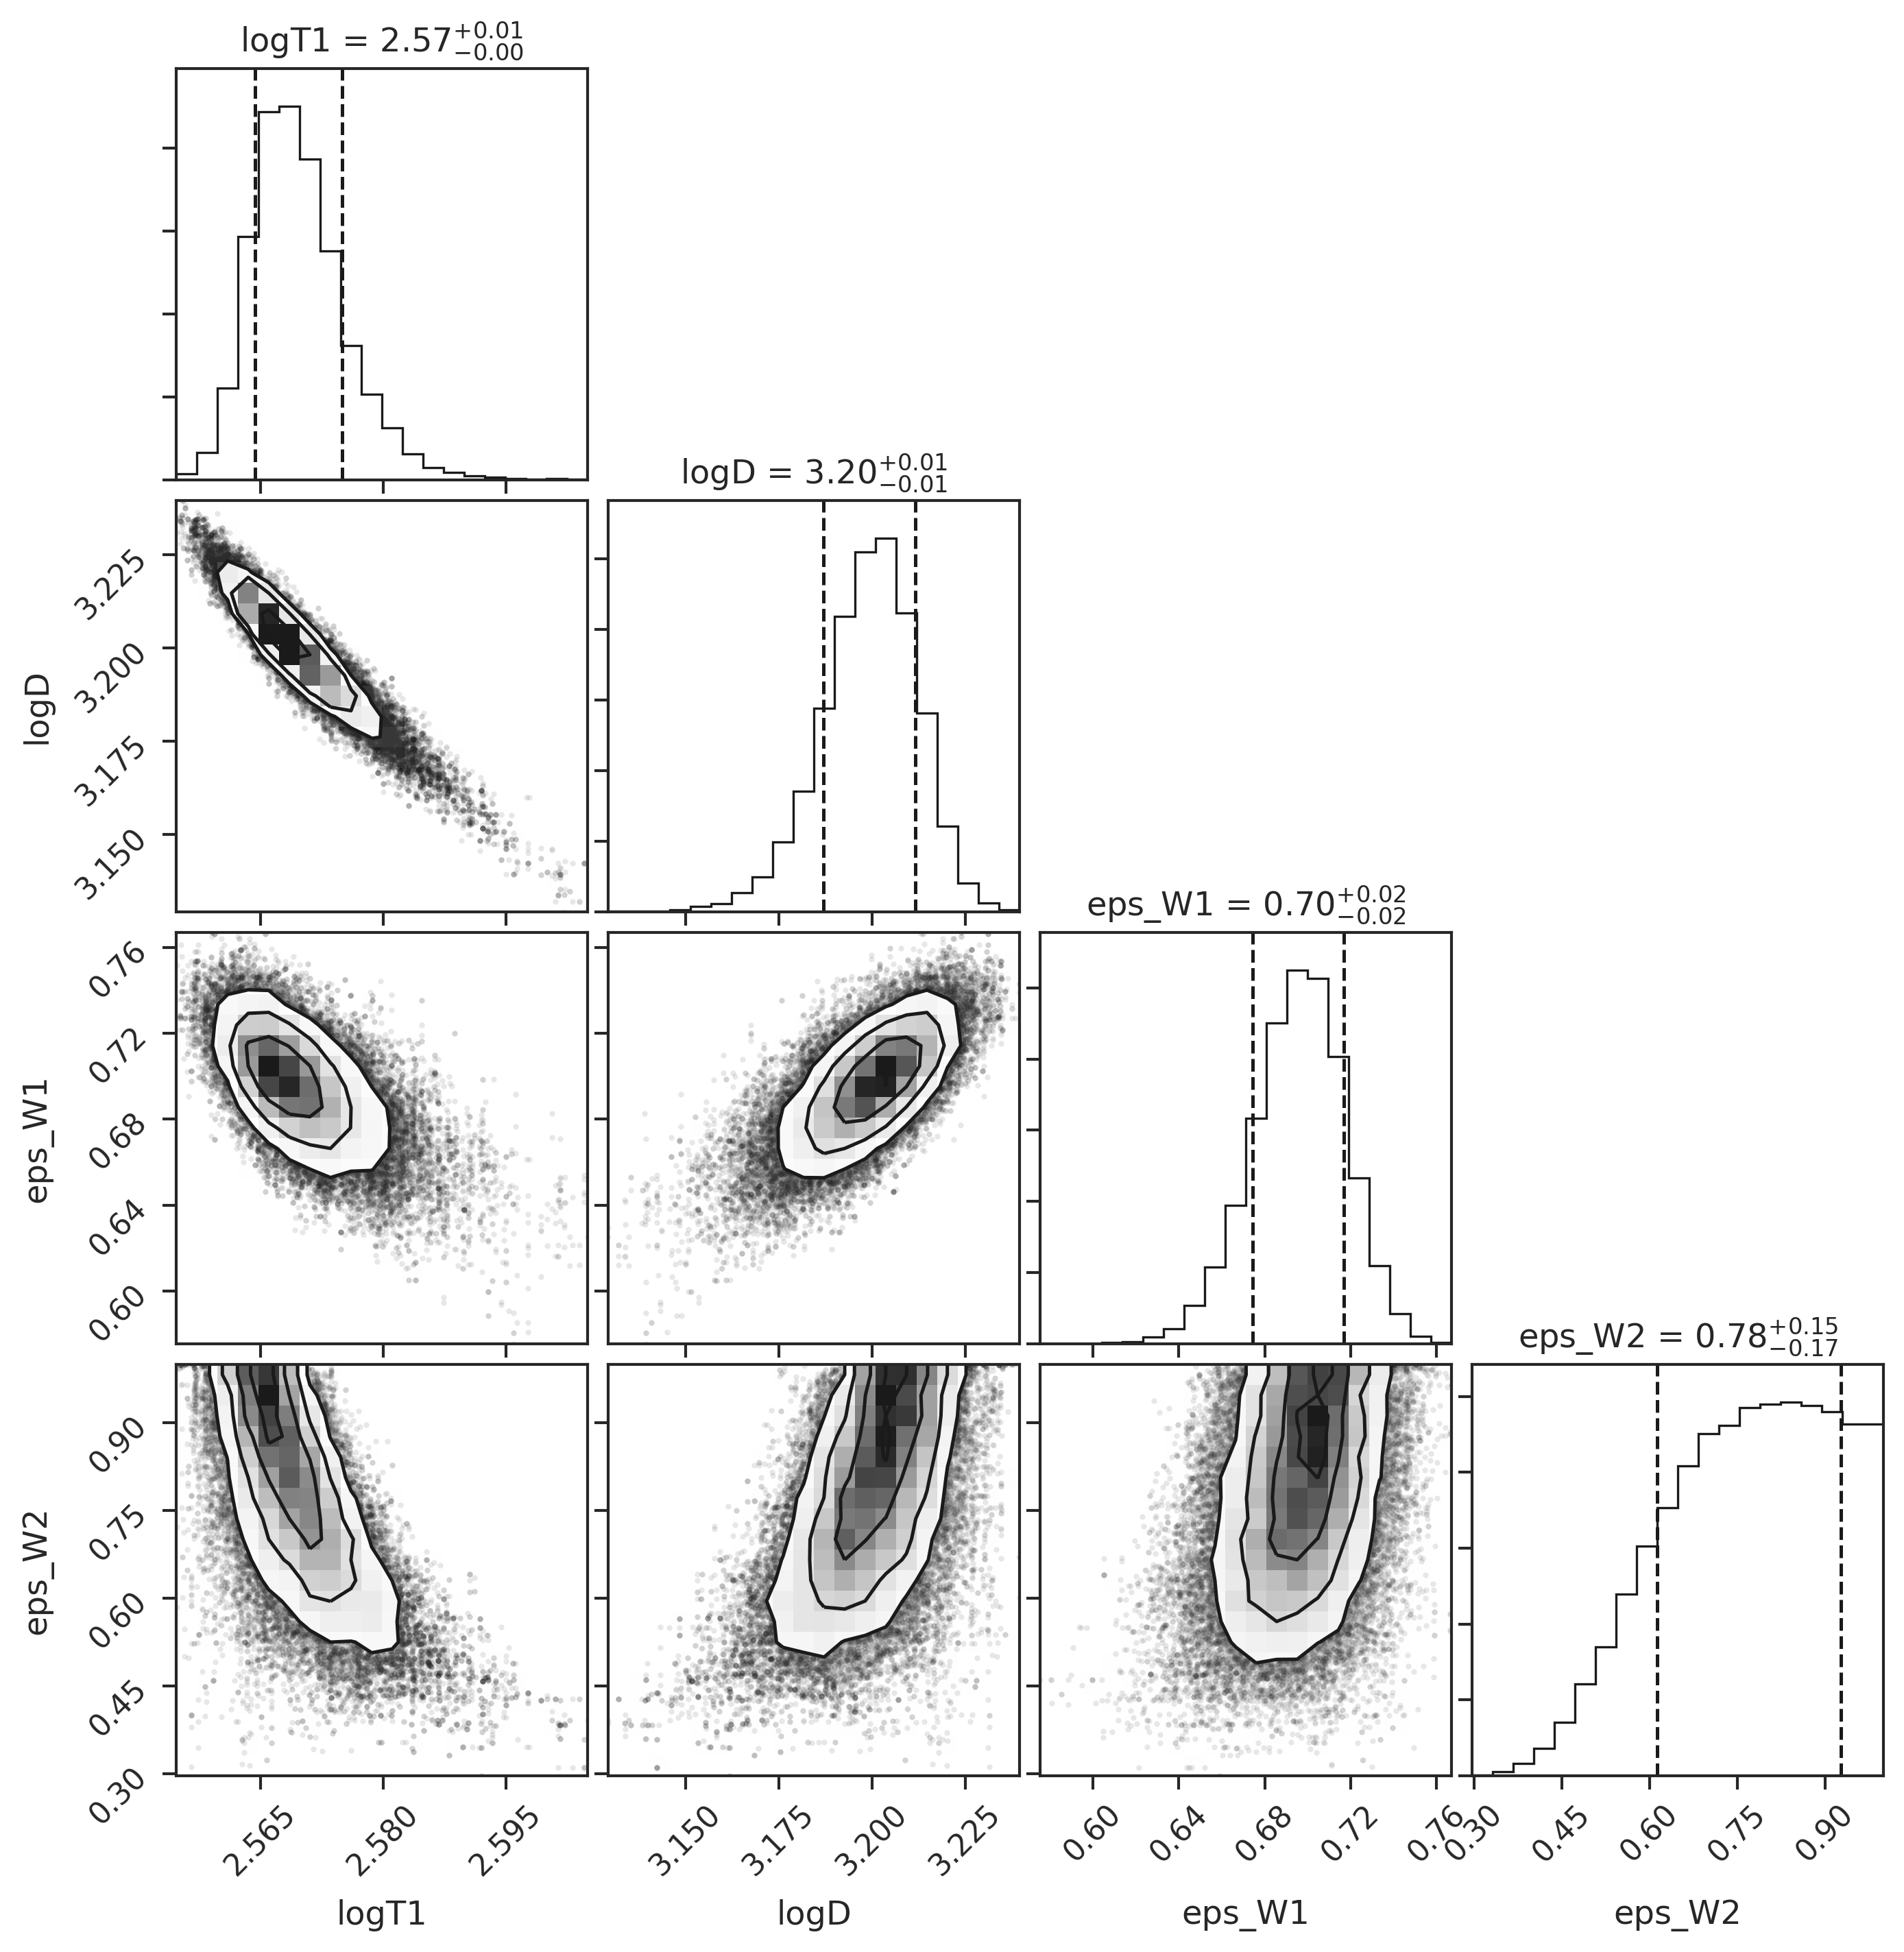 logT1 = 2.57+0.01−0.00
logD = 3.20+0.01−0.01
3.225
3.200
3.175
3.150
logD
eps_W1 = 0.70+0.02−0.02
0.76
0.72
0.68
0.64
0.60
eps_W1
eps_W2 = 0.78+0.15−0.17
0.90
0.75
0.60
0.45
0.30
eps_W2
2.565 2.580 2.595
3.150 3.175 3.200 3.225
0.60 0.64 0.68 0.72 0.76
0.30 0.45 0.60 0.75 0.90
logT1 logD eps_W1 eps_W2